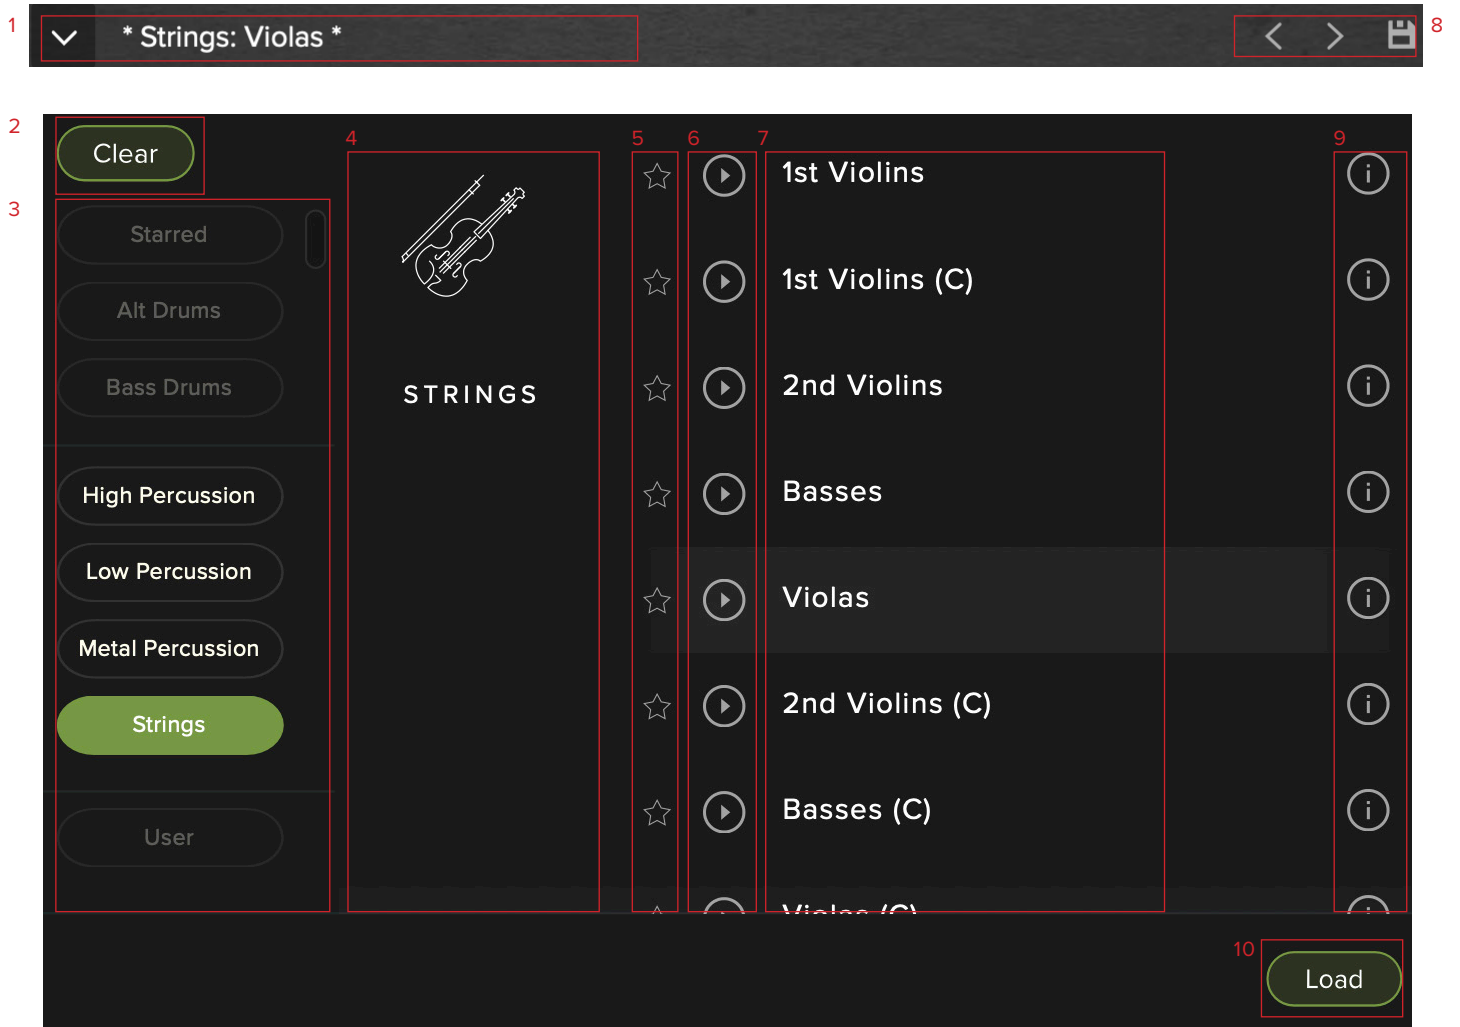 1
* Strings: Violas *
8
2
Clear
3
Starred
Alt Drums
Bass Drums
High Percussion
Low Percussion
Metal Percussion
Strings
User
4
STRINGS
5
6
7
9
1st Violins
i
1st Violins (C)
i
2nd Violins
i
Basses
i
Violas
i
2nd Violins (C)
i
Basses (C)
i
Violas (C)
i
10
Load